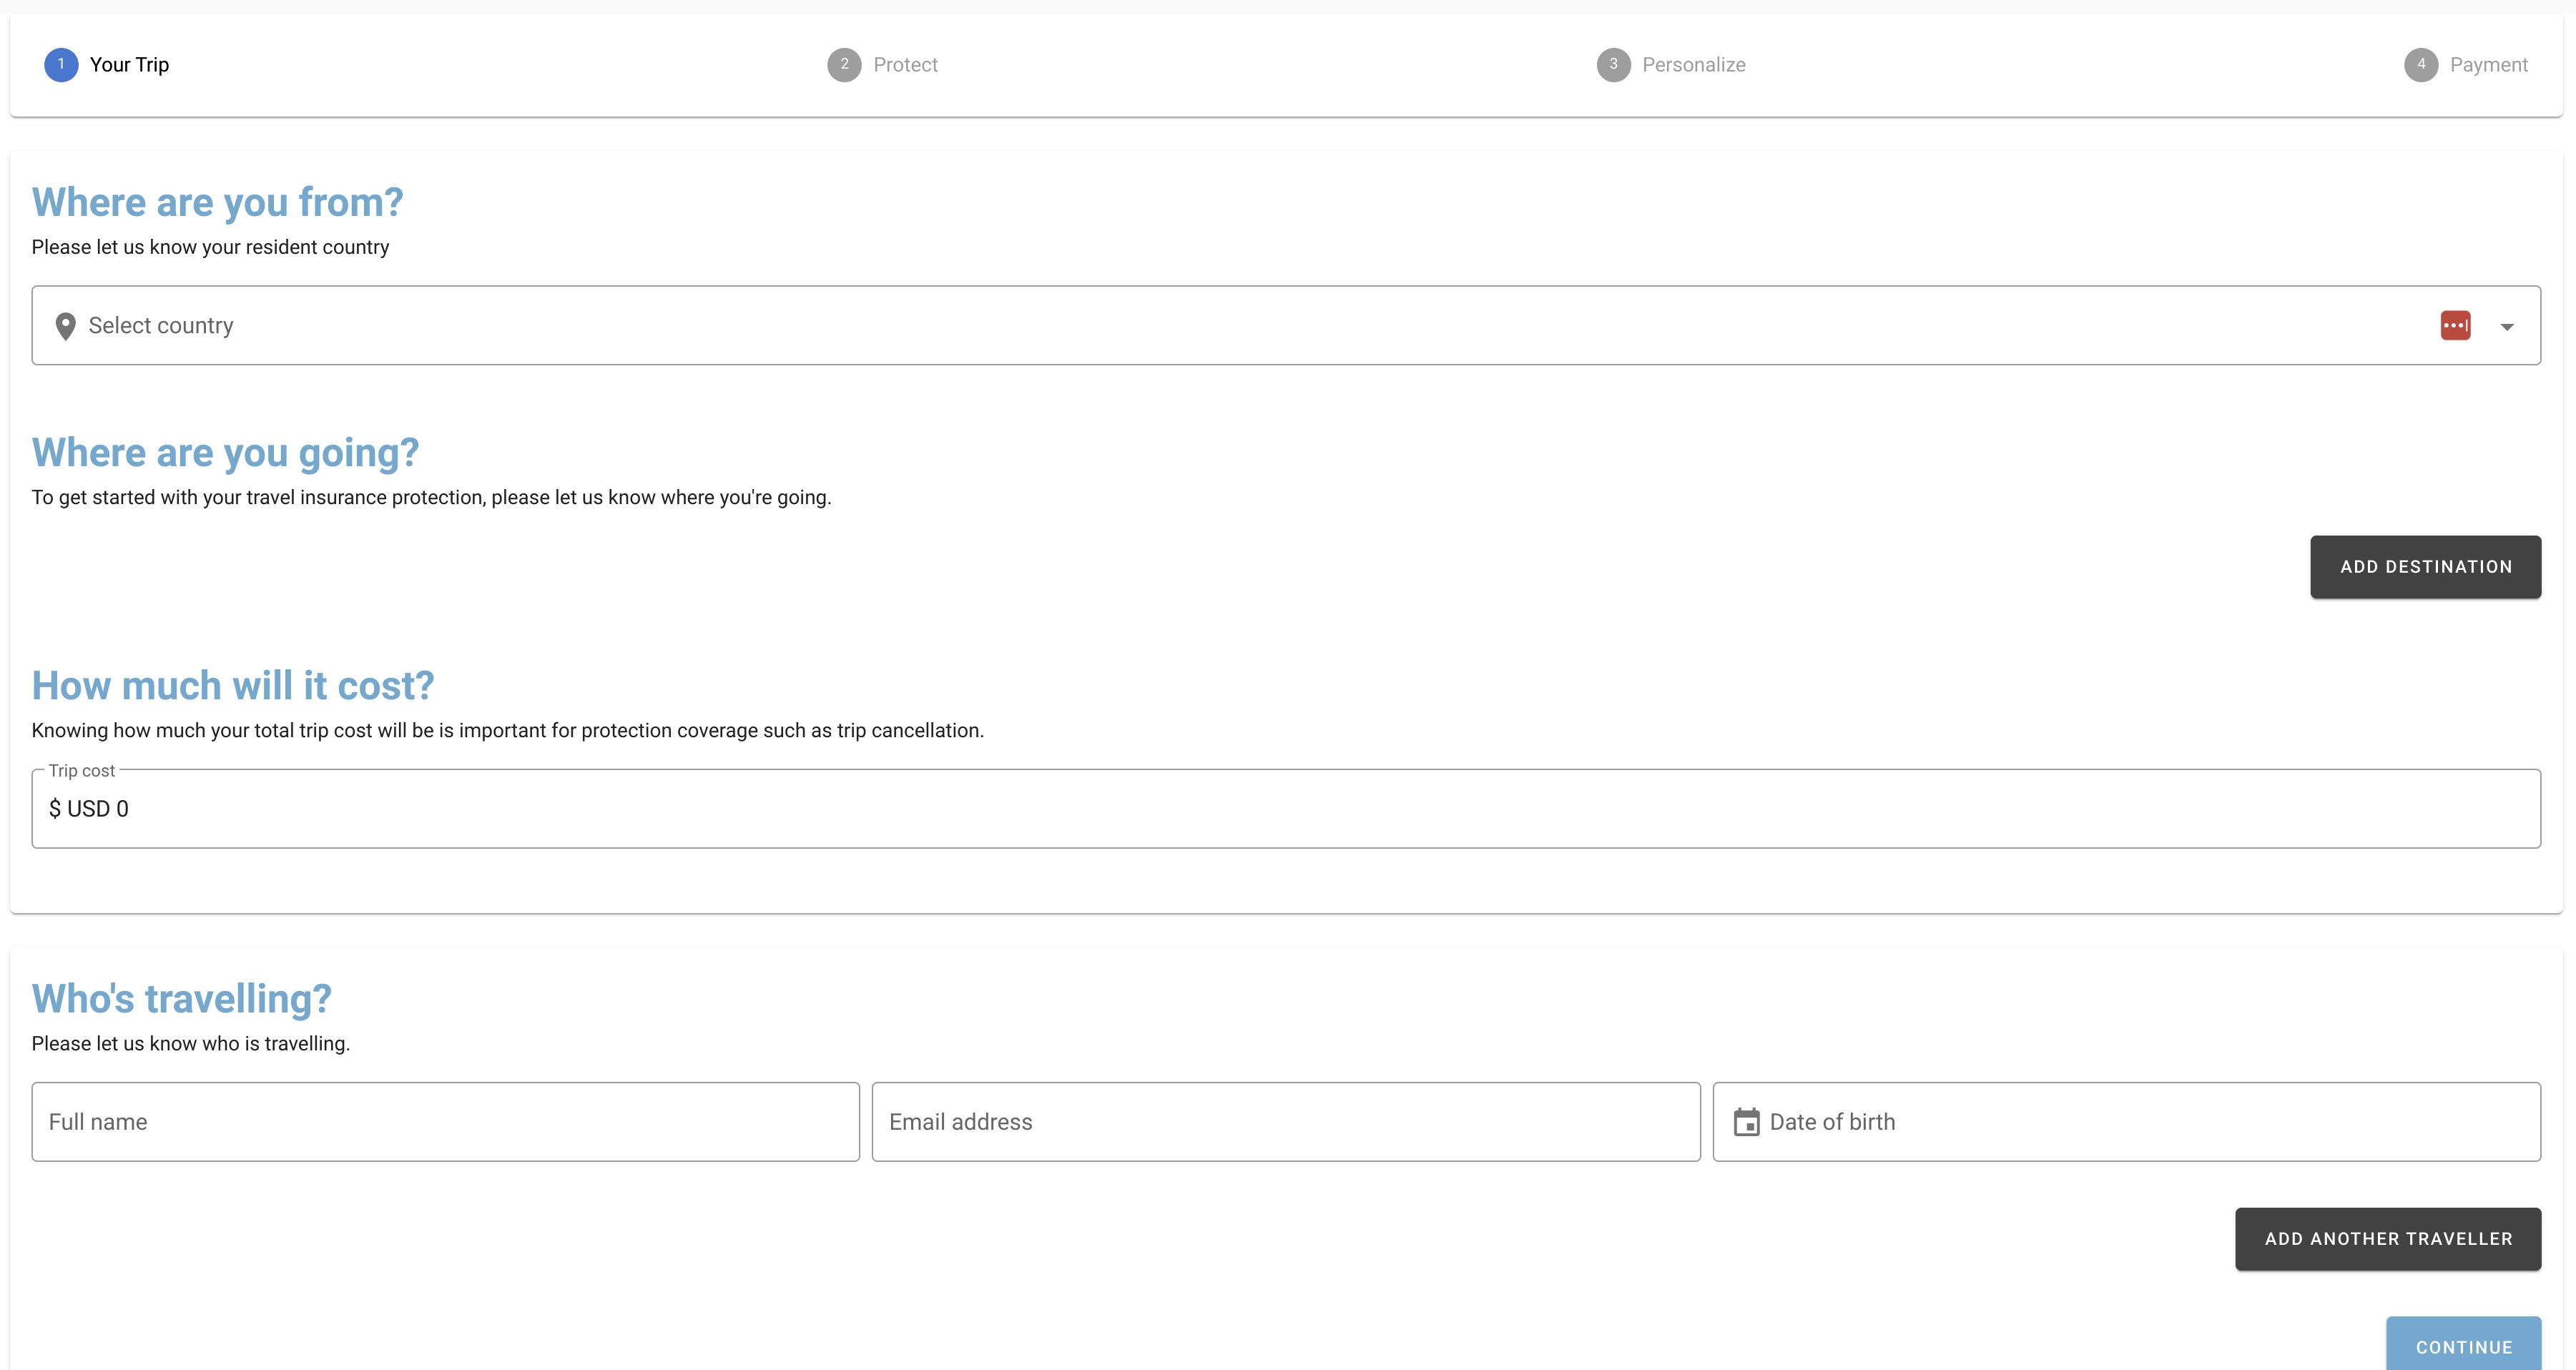 1 Your Trip
2 Protect
3 Personalize
4 Payment
Where are you from?
Please let us know your resident country
Select country
Where are you going?
To get started with your travel insurance protection, please let us know where you're going.
ADD DESTINATION
How much will it cost?
Knowing how much your total trip cost will be is important for protection coverage such as trip cancellation.
Trip cost
$ USD 0
Who's travelling?
Please let us know who is travelling.
Full name
Email address
Date of birth
ADD ANOTHER TRAVELLER
CONTINUE